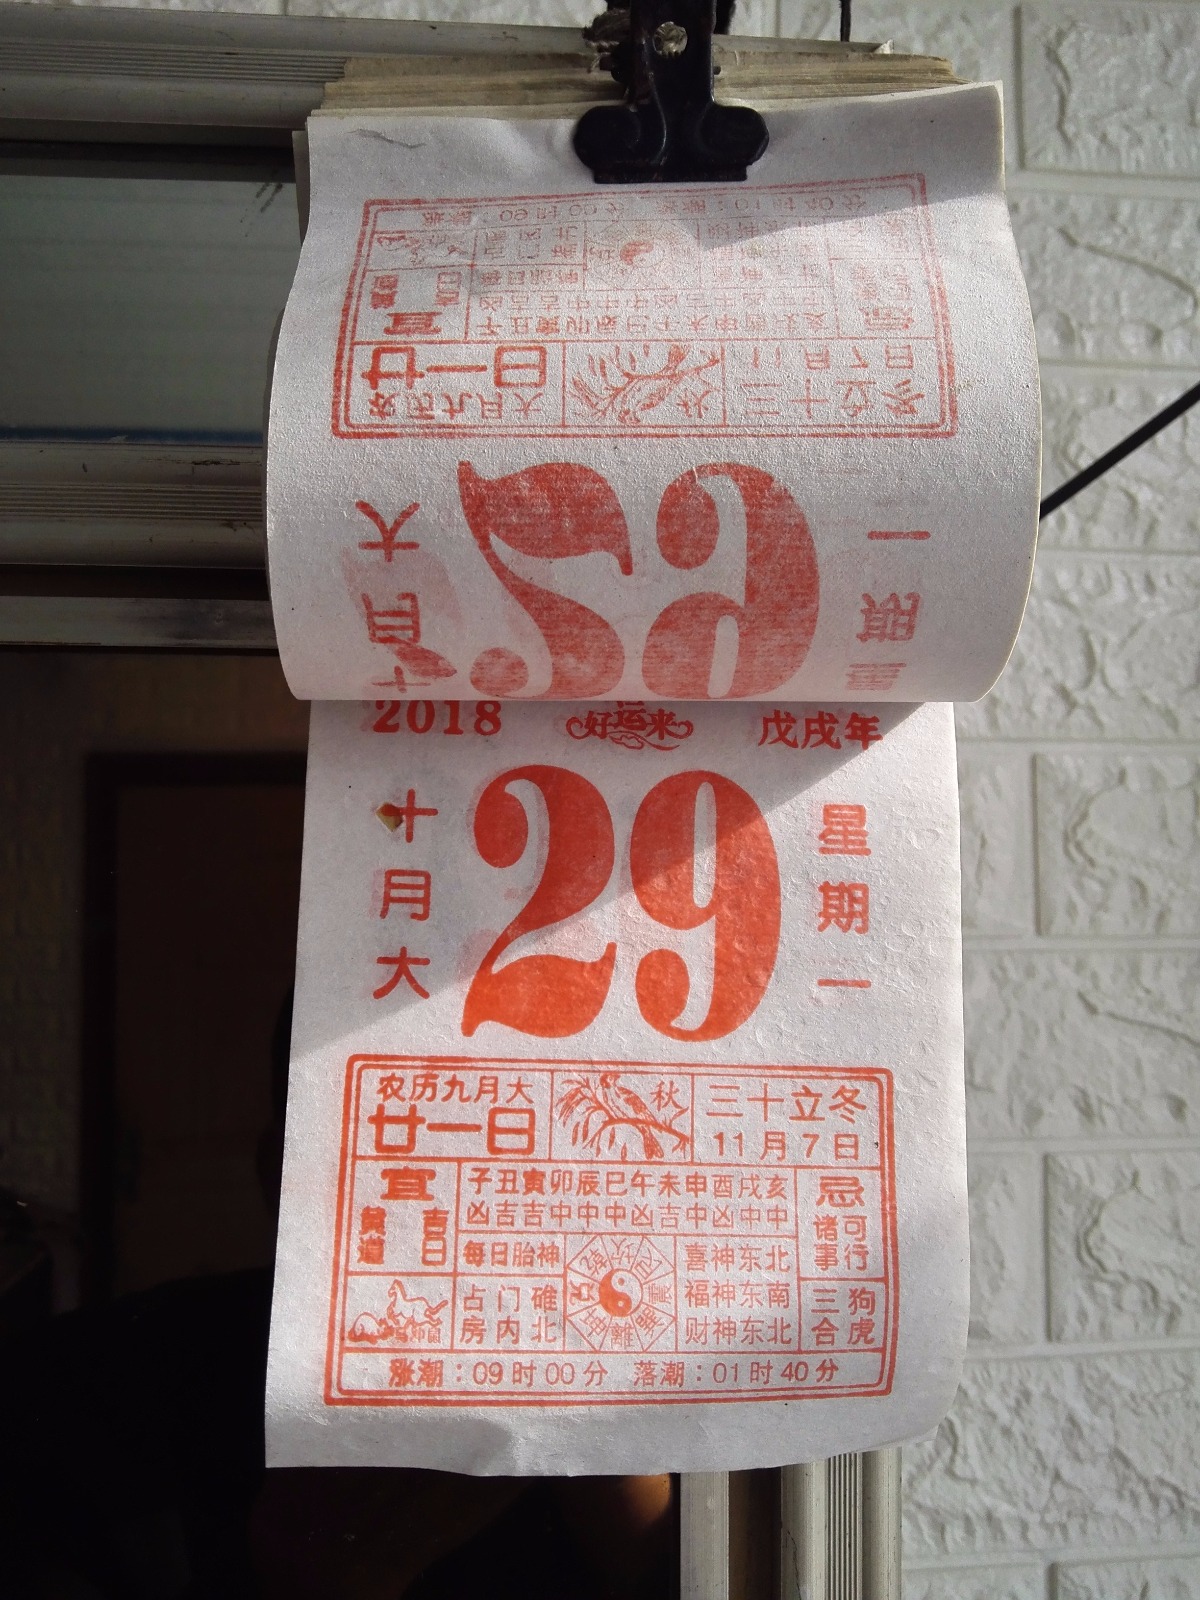 2018 好运来 戊戌年
十月大
29
星期一
农历九月大
廿一日
秋
三十立冬
11月7日
宜
黄道
吉日
子丑寅卯辰巳午未申酉戌亥
凶吉吉中中中凶吉中凶中中
忌
诸事
可行
每日胎神
占门碓
房内北
喜神东北
福神东南
财神东北
三合
狗虎
涨潮:09时00分 落潮:01时40分